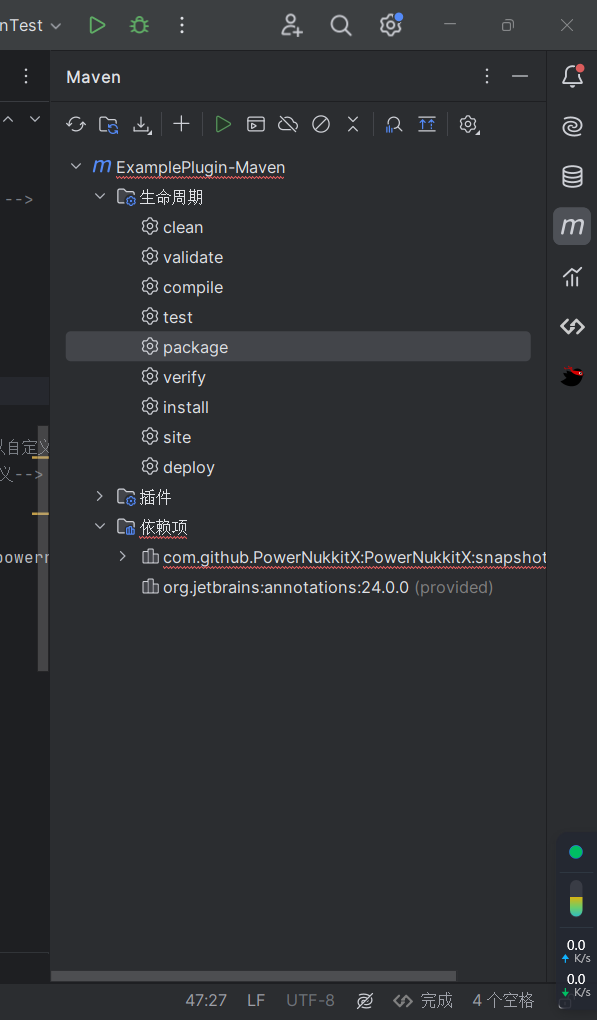 nTest
Maven
-->
m ExamplePlugin-Maven
生命周期
clean
validate
compile
test
package
verify
install
site
deploy
从自定义
义-->
插件
依赖项
com.github.PowerNukkitX:PowerNukkitX:snapshot
org.jetbrains:annotations:24.0.0 (provided)
m
0.0
K/s
0.0
K/s
47:27 LF UTF-8 完成 4 个空格